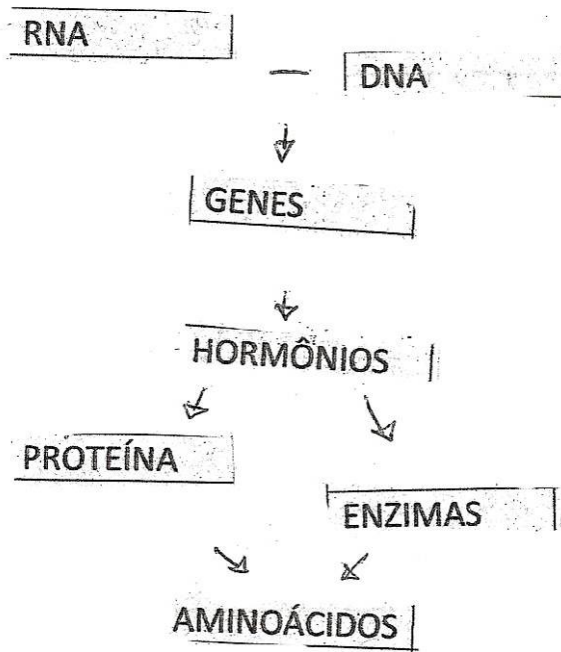 RNA
DNA
GENES
HORMÔNIOS
PROTEÍNA
ENZIMAS
AMINOÁCIDOS